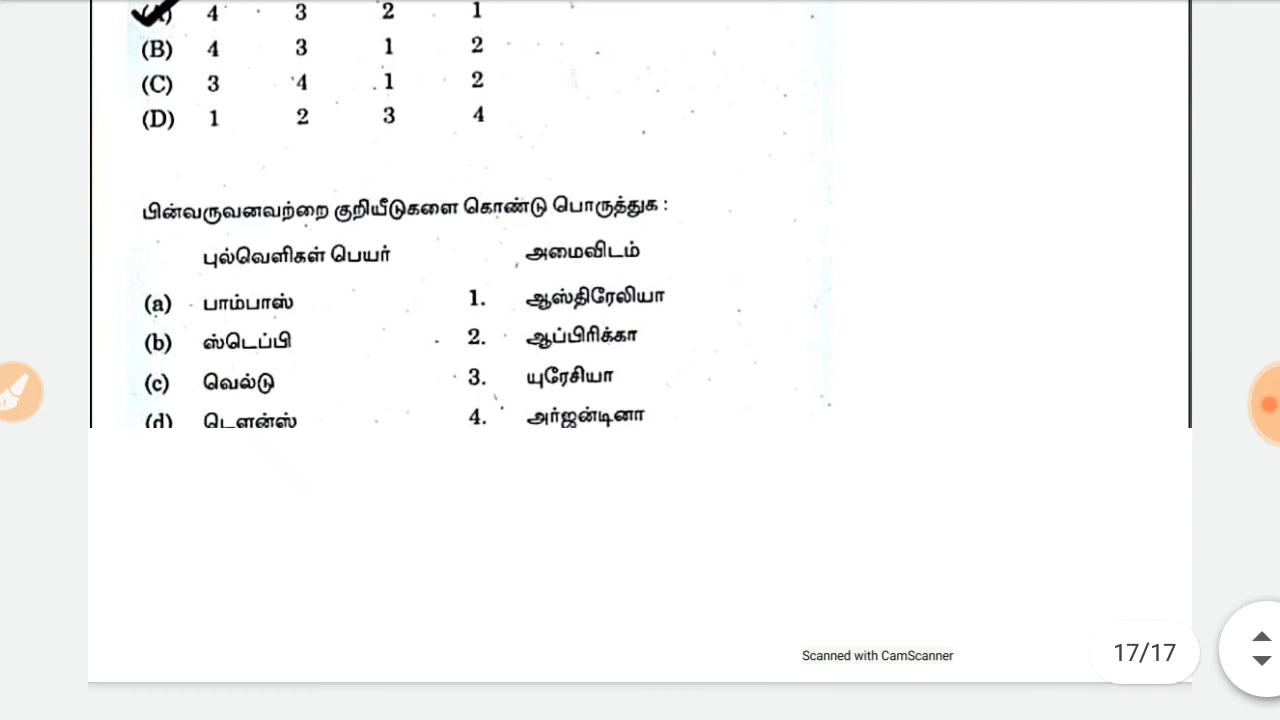 (A) 4 3 2 1
(B) 4 3 1 2
(C) 3 4 1 2
(D) 1 2 3 4
பின்வருவனவற்றை குறியீடுகளை கொண்டு பொருத்துக :
புல்வெளிகள் பெயர் அமைவிடம்
(a) பாம்பாஸ் 1. ஆஸ்திரேலியா
(b) ஸ்டெப்பி 2. ஆப்பிரிக்கா
(c) வெல்டு 3. யுரேசியா
(d) டௌன்ஸ் 4. அர்ஜன்டினா
Scanned with CamScanner
17/17